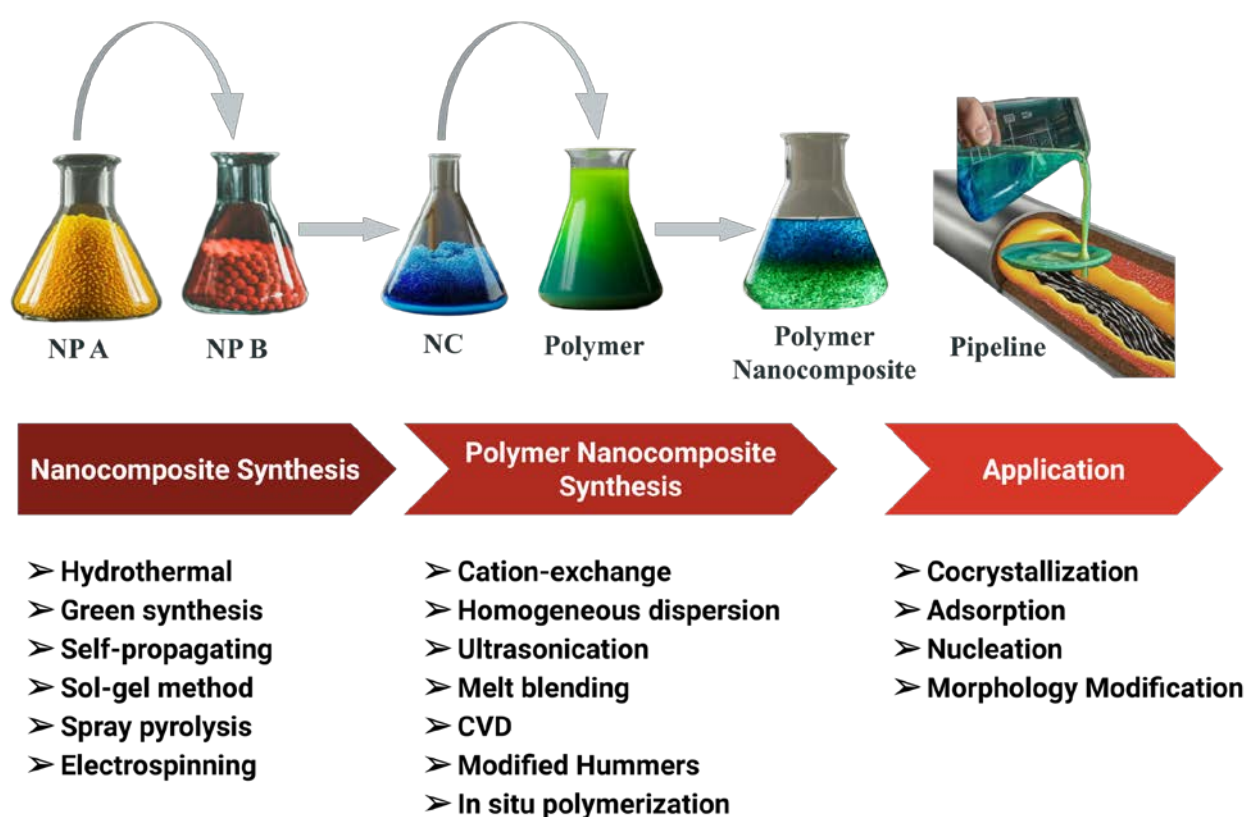 NP A
NP B
NC
Polymer
Polymer
Nanocomposite
Pipeline
Nanocomposite Synthesis
➢ Hydrothermal
➢ Green synthesis
➢ Self-propagating
➢ Sol-gel method
➢ Spray pyrolysis
➢ Electrospinning
Polymer Nanocomposite
Synthesis
➢ Cation-exchange
➢ Homogeneous dispersion
➢ Ultrasonication
➢ Melt blending
➢ CVD
➢ Modified Hummers
➢ In situ polymerization
Application
➢ Cocrystallization
➢ Adsorption
➢ Nucleation
➢ Morphology Modification